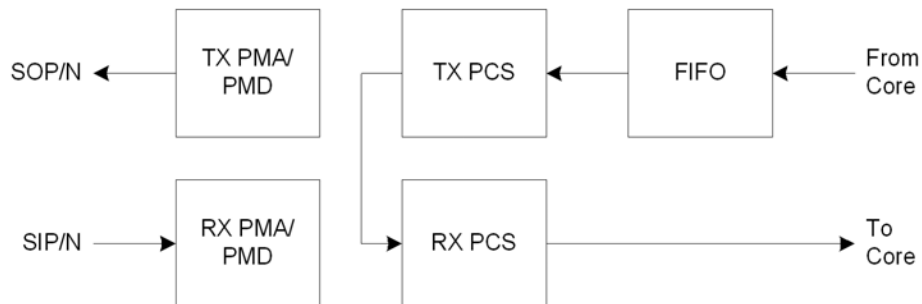 SOP/N
TX PMA/
PMD
TX PCS
FIFO
From
Core
SIP/N
RX PMA/
PMD
RX PCS
To
Core